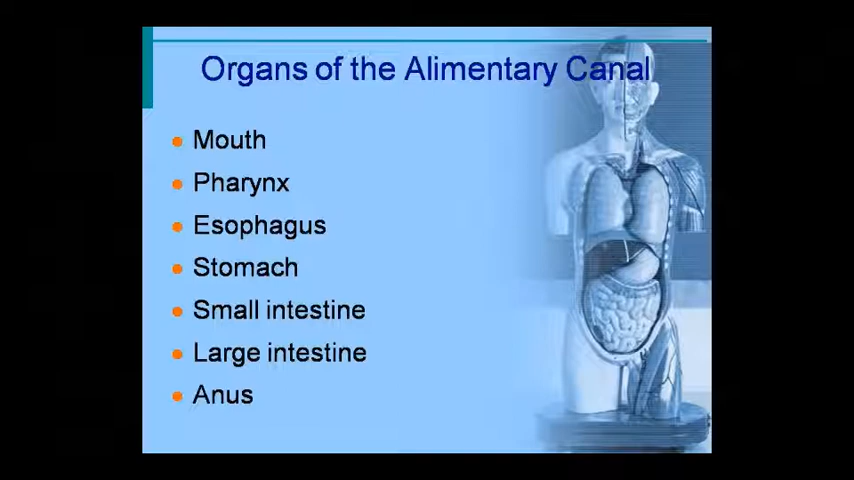 Organs of the Alimentary Canal
Mouth
Pharynx
Esophagus
Stomach
Small intestine
Large intestine
Anus